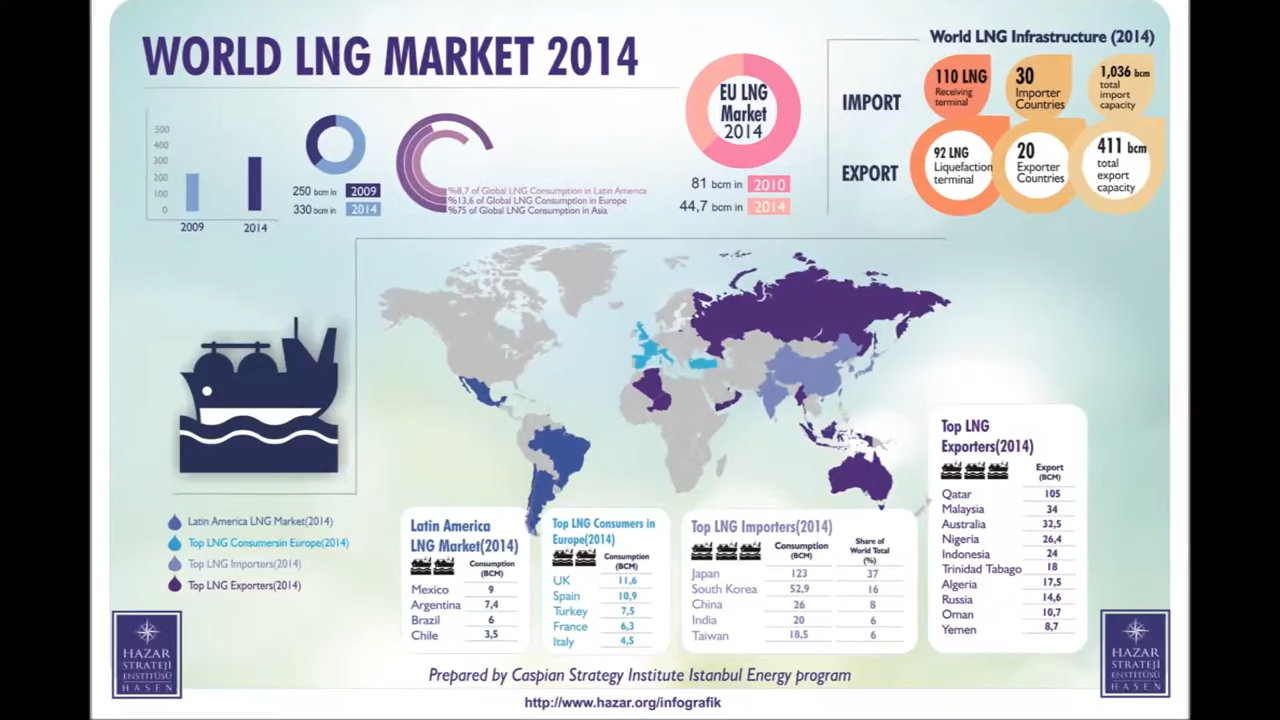 WORLD LNG MARKET 2014
500
400
300
200
100
0
2009
2014
250 bcm in 2009
330 bcm in 2014
%8,7 of Global LNG Consumption in Latin America
%13,6 of Global LNG Consumption in Europe
%75 of Global LNG Consumption in Asia
EU LNG
Market
2014
81 bcm in 2010
44,7 bcm in 2014
World LNG Infrastructure (2014)
IMPORT
110 LNG
Receiving
terminal
30
Importer
Countries
1,036 bcm
total
import
capacity
EXPORT
92 LNG
Liquefaction
terminal
20
Exporter
Countries
411 bcm
total
export
capacity
Latin America LNG Market(2014)
Top LNG Consumersin Europe(2014)
Top LNG Importers(2014)
Top LNG Exporters(2014)
Latin America
LNG Market(2014)
Consumption
(BCM)
Mexico 9
Argentina 7,4
Brazil 6
Chile 3,5
Top LNG Consumers in
Europe(2014)
Consumption
(BCM)
UK 11,6
Spain 10,9
Turkey 7,5
France 6,3
Italy 4,5
Top LNG Importers(2014)
Consumption
(BCM)
Share of
World Total
(%)
Japan 123 37
South Korea 52,9 16
China 26 8
India 20 6
Taiwan 18,5 6
Top LNG
Exporters(2014)
Export
(BCM)
Qatar 105
Malaysia 34
Australia 32,5
Nigeria 26,4
Indonesia 24
Trinidad Tabago 18
Algeria 17,5
Russia 14,6
Oman 10,7
Yemen 8,7
HAZAR
STRATEJİ
ENSTİTÜSÜ
HASEN
HAZAR
STRATEJİ
ENSTİTÜSÜ
HASEN
Prepared by Caspian Strategy Institute Istanbul Energy program
http://www.hazar.org/infografik